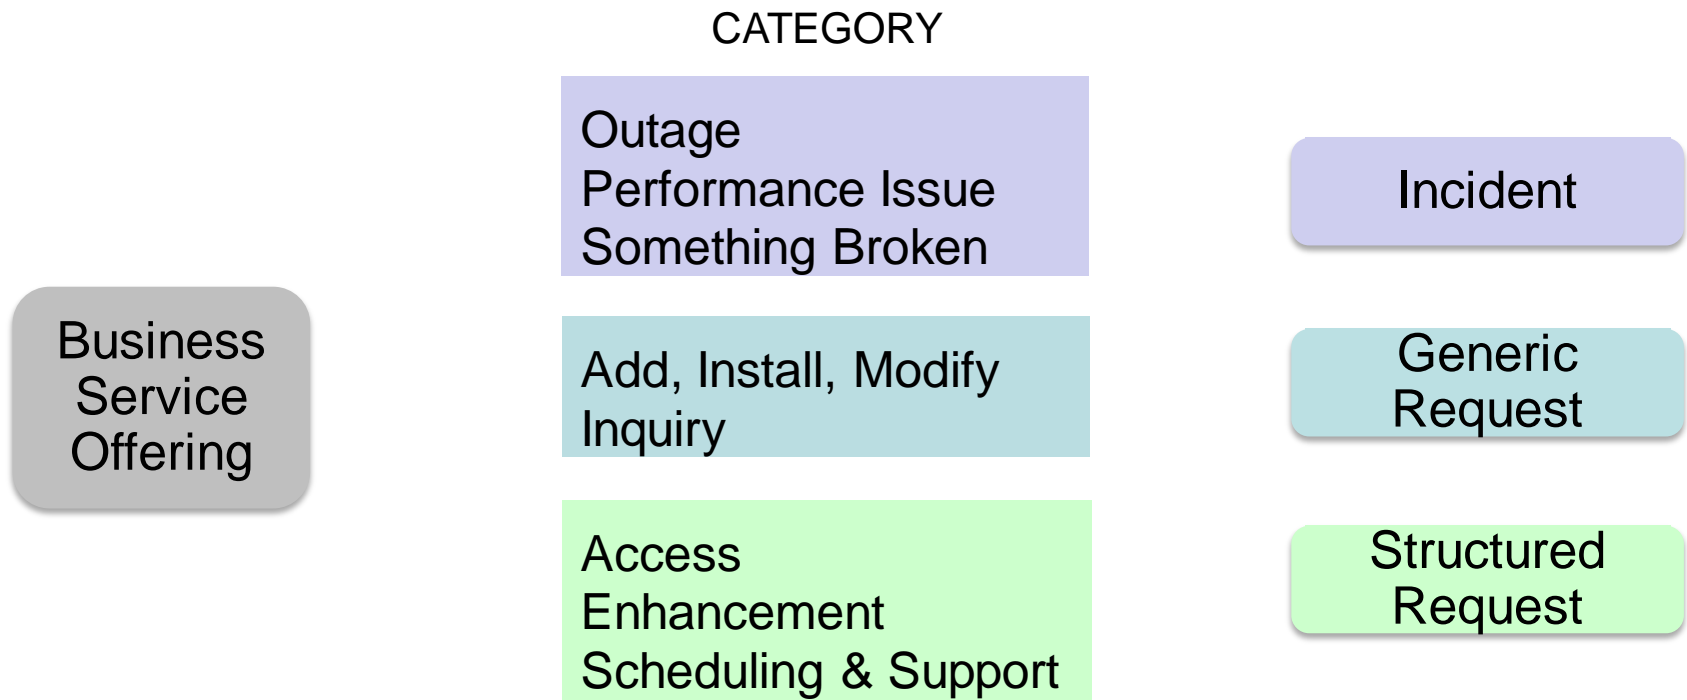 CATEGORY
Outage
Performance Issue
Something Broken
Incident
Business
Service
Offering
Add, Install, Modify
Inquiry
Generic
Request
Access
Enhancement
Scheduling & Support
Structured
Request